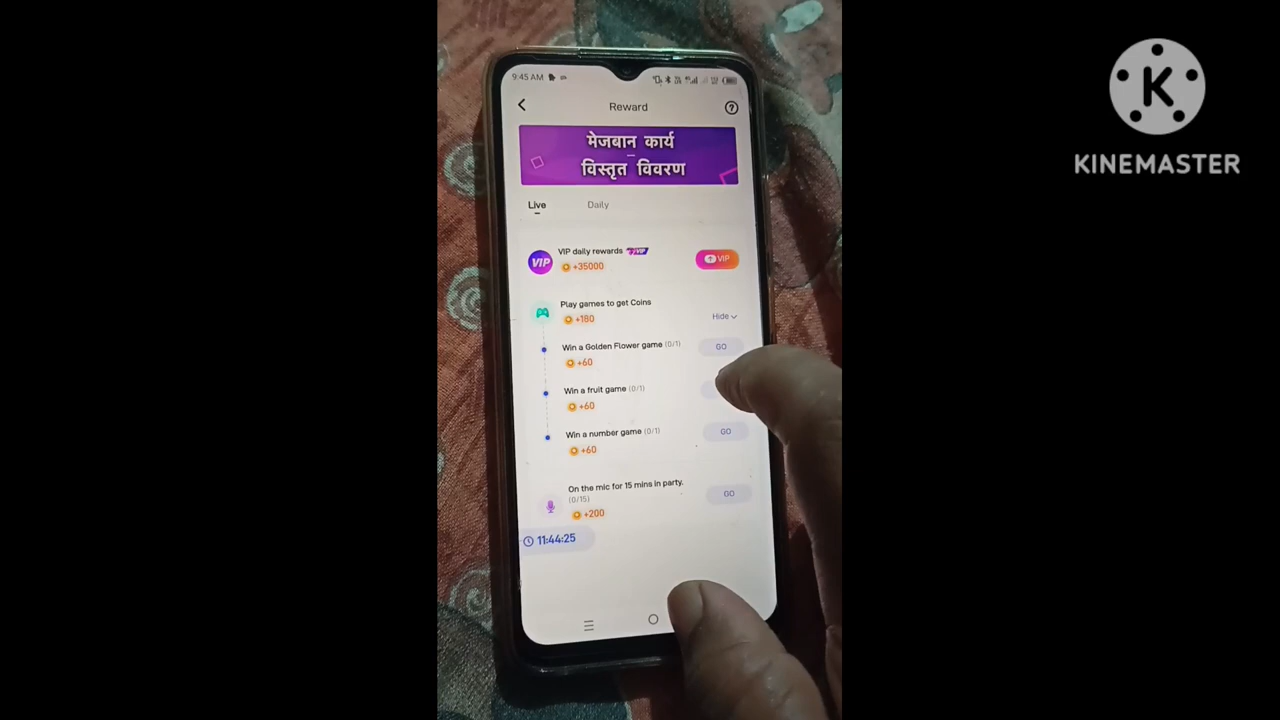 9:45 AM
Reward
मेजबान कार्य
विस्तृत विवरण
Live
Daily
VIP daily rewards
VIP
+35000
VIP
Play games to get Coins
+180
Hide
Win a Golden Flower game (0/1)
+60
GO
Win a fruit game (0/1)
+60
Win a number game (0/1)
+60
GO
On the mic for 15 mins in party.
(0/15)
+200
GO
11:44:25
K
KINEMASTER